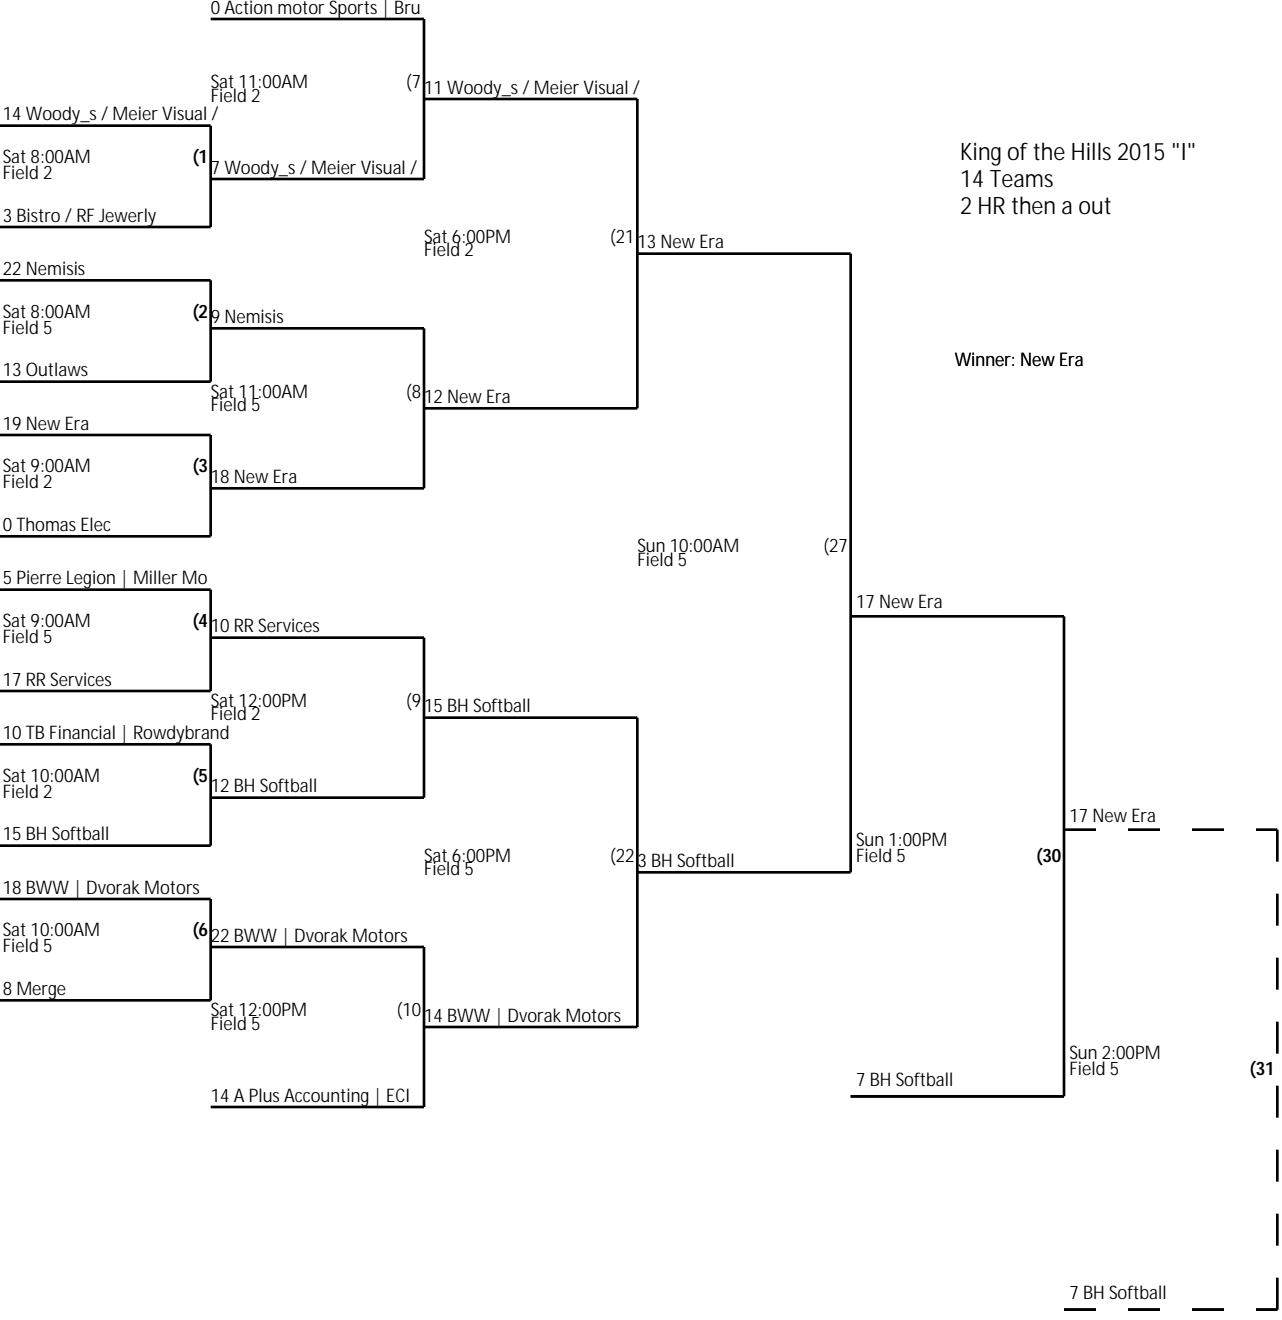 0 Action motor Sports | Bru
Sat 11:00AM
Field 2
(7
11 Woody_s / Meier Visual /
14 Woody_s / Meier Visual /
Sat 8:00AM
Field 2
(1
7 Woody_s / Meier Visual /
3 Bistro / RF Jewerly
King of the Hills 2015 "I"
14 Teams
2 HR then a out
Sat 6:00PM
Field 2
(21
13 New Era
22 Nemisis
Sat 8:00AM
Field 5
(2
9 Nemisis
13 Outlaws
Winner: New Era
Sat 11:00AM
Field 5
(8
12 New Era
19 New Era
Sat 9:00AM
Field 2
(3
18 New Era
0 Thomas Elec
Sun 10:00AM
Field 5
(27
17 New Era
5 Pierre Legion | Miller Mo
Sat 9:00AM
Field 5
(4
10 RR Services
17 RR Services
Sat 12:00PM
Field 2
(9
15 BH Softball
10 TB Financial | Rowdybrand
Sat 10:00AM
Field 2
(5
12 BH Softball
15 BH Softball
Sat 6:00PM
Field 5
(22
3 BH Softball
Sun 1:00PM
Field 5
(30
17 New Era
18 BWW | Dvorak Motors
Sat 10:00AM
Field 5
(6
22 BWW | Dvorak Motors
8 Merge
Sat 12:00PM
Field 5
(10
14 BWW | Dvorak Motors
14 A Plus Accounting | ECI
7 BH Softball
Sun 2:00PM
Field 5
(31
7 BH Softball